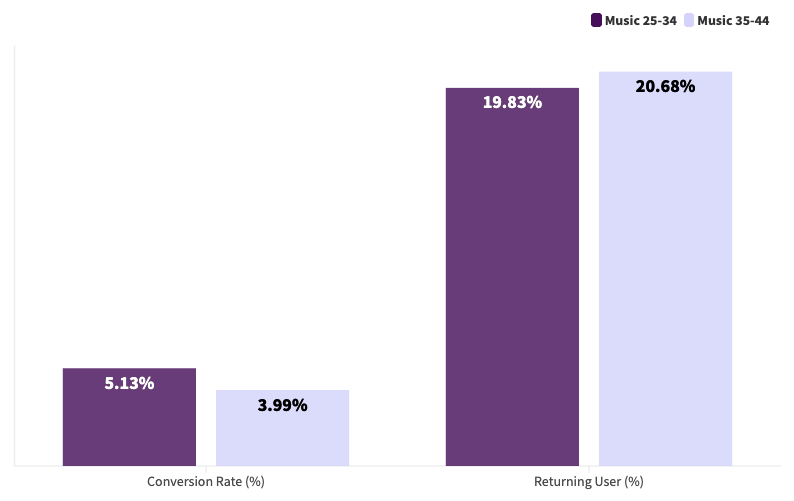 Music 25-34 Music 35-44
20.68%
19.83%
5.13%
3.99%
Conversion Rate (%) Returning User (%)